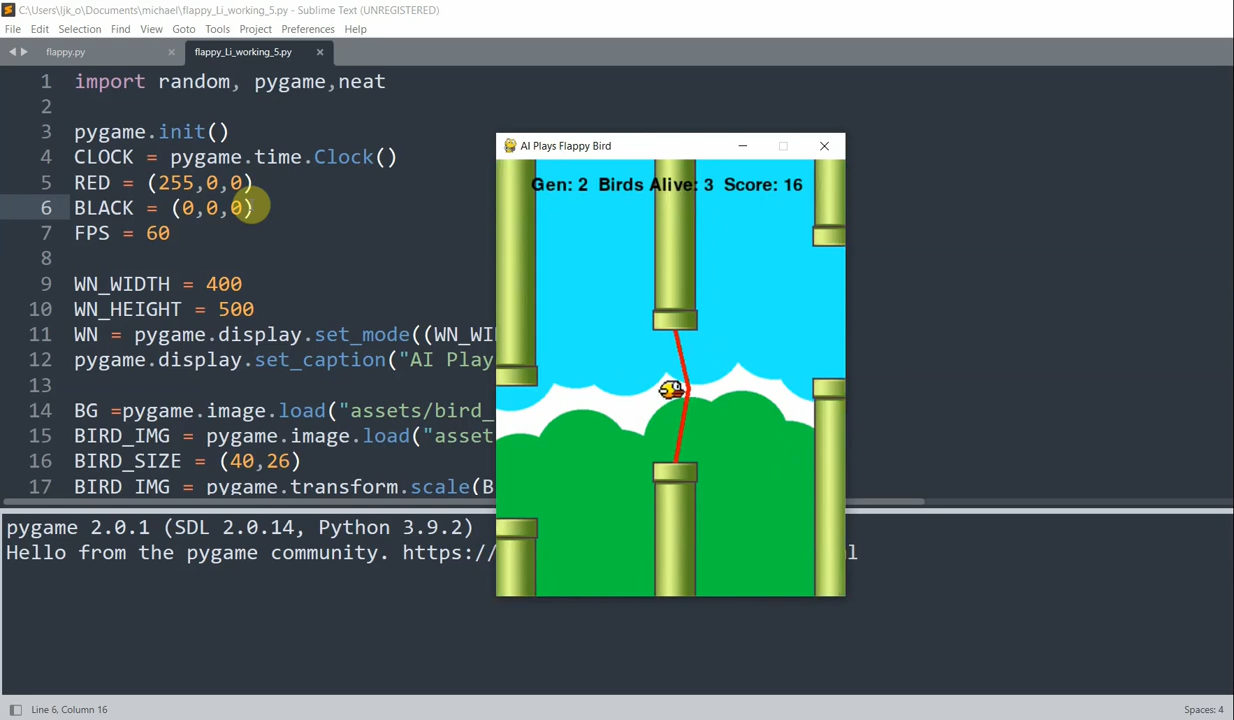 C:\Users\ljk_o\Documents\michael\flappy_Li_working_5.py - Sublime Text (UNREGISTERED)
File Edit Selection Find View Goto Tools Project Preferences Help
flappy.py × flappy_Li_working_5.py ×
1 import random, pygame,neat
2
3 pygame.init()
4 CLOCK = pygame.time.Clock()
5 RED = (255,0,0)
6 BLACK = (0,0,0)
7 FPS = 60
8
9 WN_WIDTH = 400
10 WN_HEIGHT = 500
11 WN = pygame.display.set_mode((WN_WI
12 pygame.display.set_caption("AI Play
13
14 BG =pygame.image.load("assets/bird_
15 BIRD_IMG = pygame.image.load("asset
16 BIRD_SIZE = (40,26)
17 BIRD_IMG = pygame.transform.scale(B
AI Plays Flappy Bird
Gen: 2 Birds Alive: 3 Score: 16
pygame 2.0.1 (SDL 2.0.14, Python 3.9.2)
Hello from the pygame community. https://
Line 6, Column 16
Spaces: 4